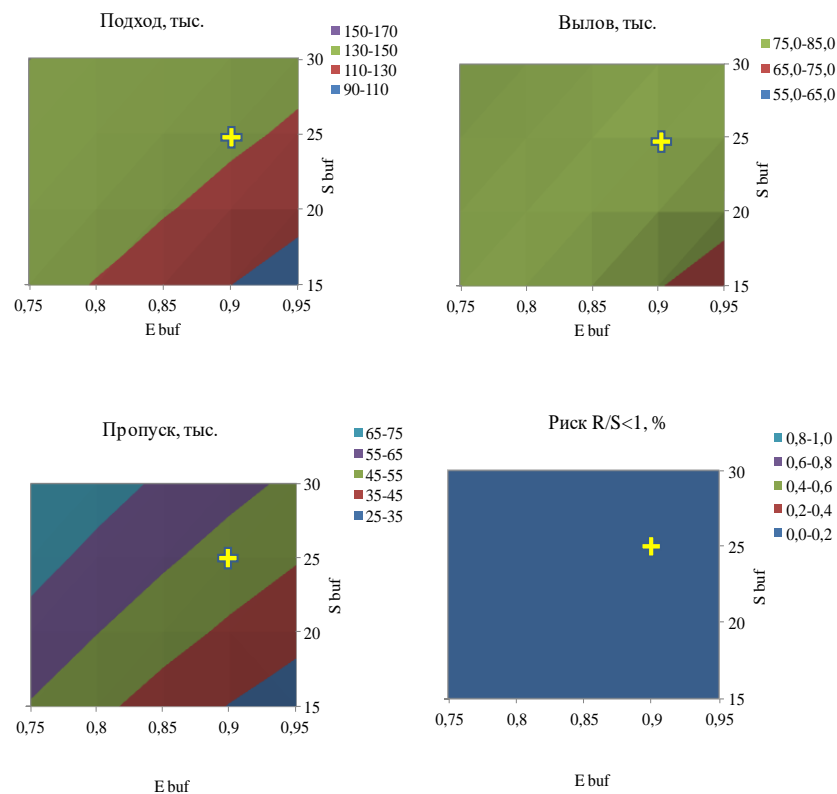 Подход, тыс.
150-170
130-150
110-130
90-110
30
25
20
15
S buf
0,75 0,8 0,85 0,9 0,95
E buf
Вылов, тыс.
75,0-85,0
65,0-75,0
55,0-65,0
30
25
20
15
S buf
0,75 0,8 0,85 0,9 0,95
E buf
Пропуск, тыс.
65-75
55-65
45-55
35-45
25-35
30
25
20
15
S buf
0,75 0,8 0,85 0,9 0,95
E buf
Риск R/S<1, %
0,8-1,0
0,6-0,8
0,4-0,6
0,2-0,4
0,0-0,2
30
25
20
15
S buf
0,75 0,8 0,85 0,9 0,95
E buf